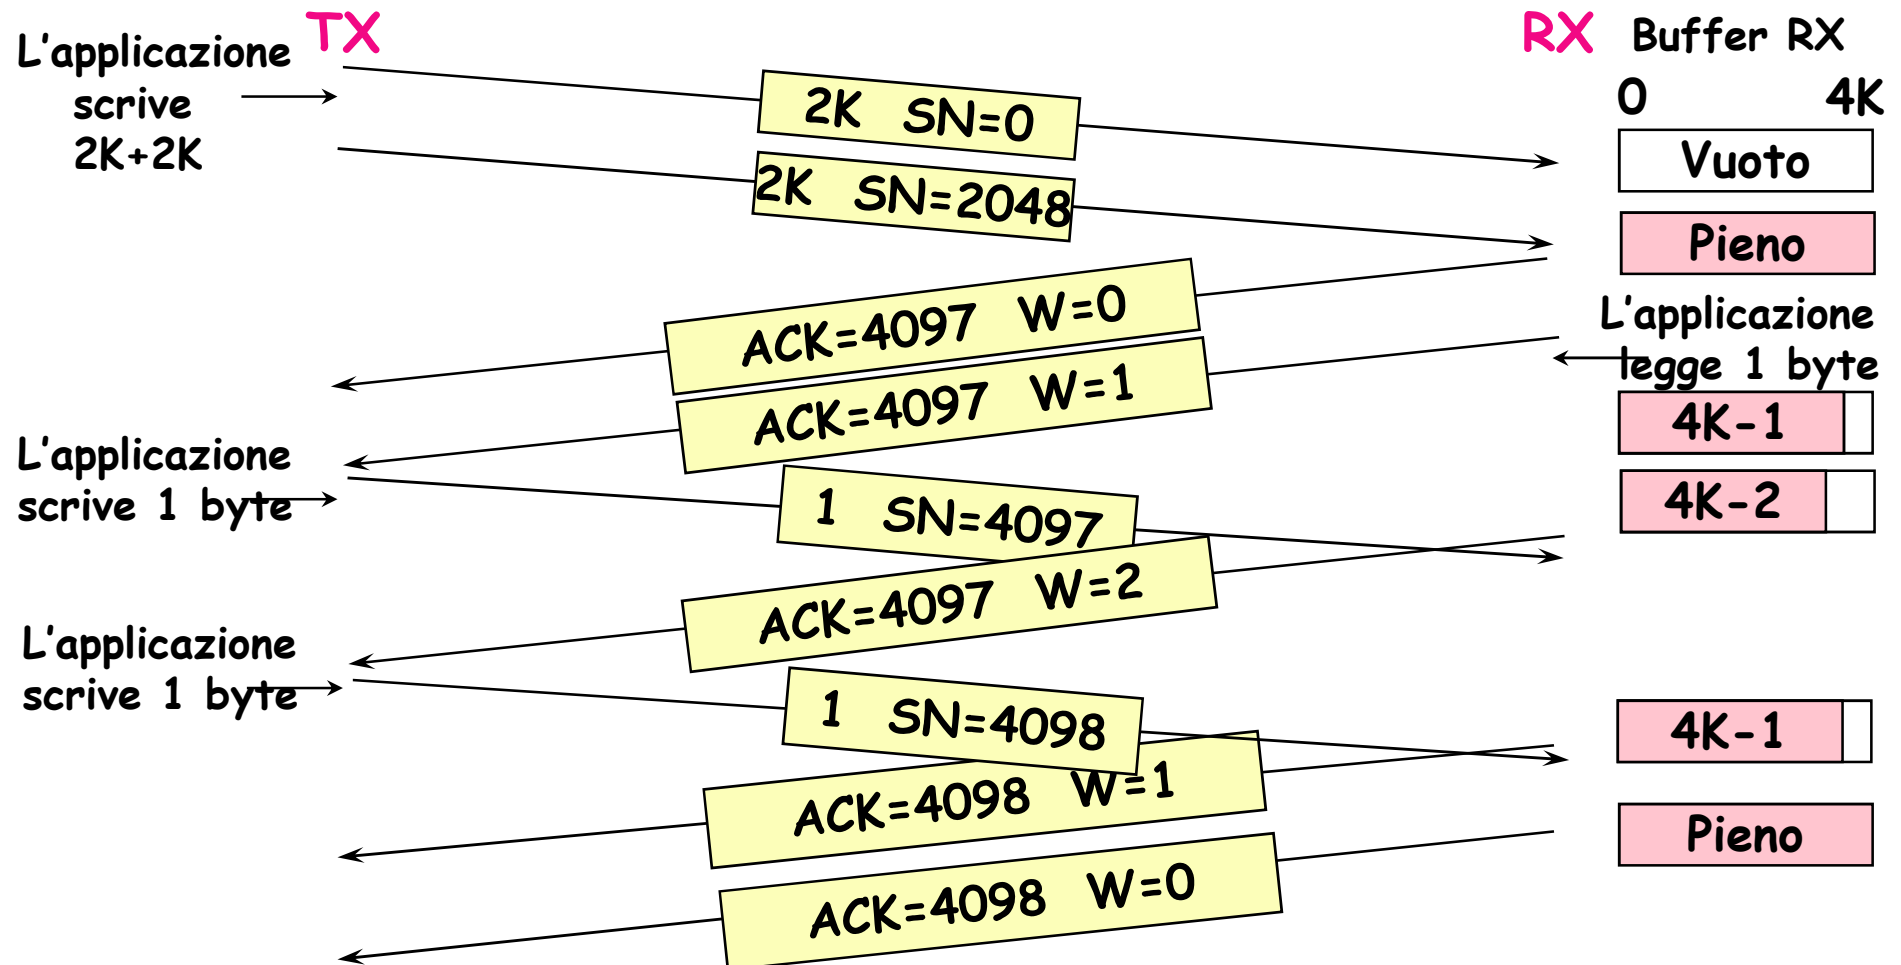 TX
RX Buffer RX
L'applicazione
scrive
2K+2K
0 4K
2K SN=0
Vuoto
2K SN=2048
Pieno
ACK=4097 W=0
L'applicazione
legge 1 byte
ACK=4097 W=1
4K-1
L'applicazione
scrive 1 byte
4K-2
1 SN=4097
ACK=4097 W=2
L'applicazione
scrive 1 byte
1 SN=4098
4K-1
ACK=4098 W=1
Pieno
ACK=4098 W=0